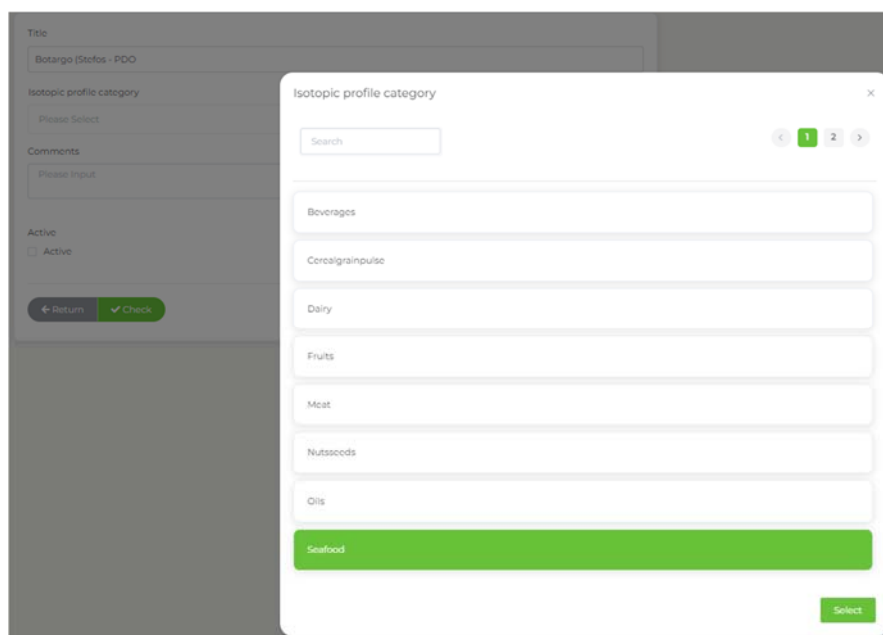 Title
Botargo (Stefos - PDO
Isotopic profile category
Please Select
Comments
Please Input
Active
Active
Return
Check
Isotopic profile category
Search
1 2
Beverages
Cerealgrainpulse
Dairy
Fruits
Meat
Nutsseeds
Oils
Seafood
Select